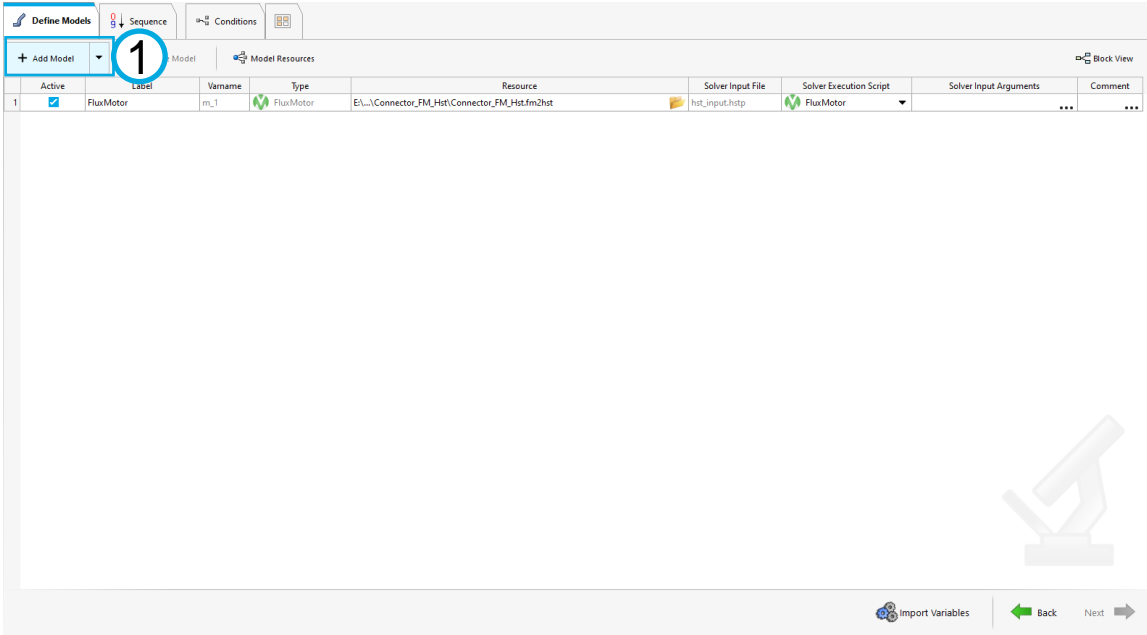 Define Models
Sequence
Conditions
+ Add Model
1
Model
Model Resources
Block View
Active Label Varname Type Resource Solver Input File Solver Execution Script Solver Input Arguments Comment
1 FluxMotor m_1 FluxMotor E:\...\Connector_FM_Hst\Connector_FM_Hst.fm2hst hst_input.hstp FluxMotor ... ...
Import Variables
Back
Next